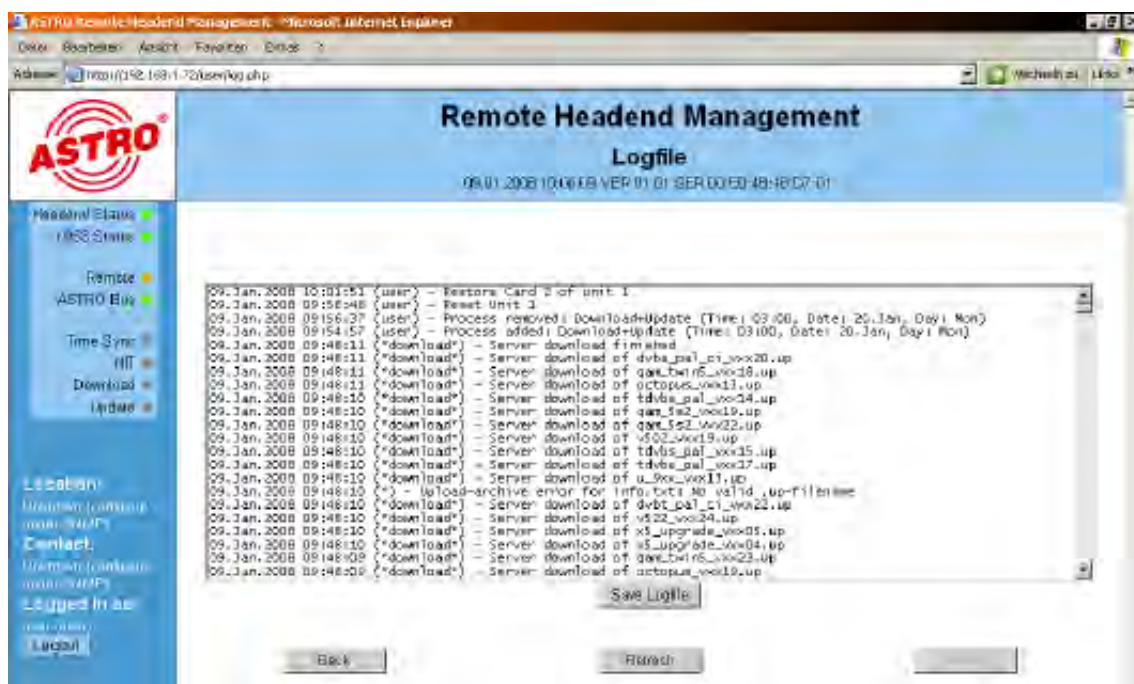 ASTRO Remote Headend Management - Microsoft Internet Explorer
Datei Bearbeiten Ansicht Favoriten Extras ?
Adresse Wechseln zu Links
ASTRO
Remote Headend Management
Logfile
09.01.2008
Headend Status
Remote
ASTRO Bus
Time Sync
NIT
Download
Update
Location:
Contact:
Logged in as:
Logout
09.Jan.2008 10:01:51 (user) - Restore Card 2 of unit 1
09.Jan.2008 09:58:48 (user) - Reset Unit 1
09.Jan.2008 09:56:37 (user) - Process removed: Download+Update (Time: 03:00, Date: 20.Jan, Day: Mon)
09.Jan.2008 09:54:57 (user) - Process added: Download+Update (Time: 03:00, Date: 20.Jan, Day: Mon)
09.Jan.2008 09:48:11 ("download") - Server download finished
09.Jan.2008 09:48:11 ("download") - Server download of dvbs_pal_ci_vxx20.up
09.Jan.2008 09:48:11 ("download") - Server download of qam_twin5_vxx18.up
09.Jan.2008 09:48:11 ("download") - Server download of octopus_vxx13.up
09.Jan.2008 09:48:10 ("download") - Server download of tdvbs_pal_vxx14.up
09.Jan.2008 09:48:10 ("download") - Server download of qam_5s2_vxx19.up
09.Jan.2008 09:48:10 ("download") - Server download of qam_5s2_vxx22.up
09.Jan.2008 09:48:10 ("download") - Server download of v502_vxx19.up
09.Jan.2008 09:48:10 ("download") - Server download of tdvbs_pal_vxx15.up
09.Jan.2008 09:48:10 ("download") - Server download of tdvbs_pal_vxx17.up
09.Jan.2008 09:48:10 ("download") - Server download of u_9xx_vxx13.up
09.Jan.2008 09:48:10 (") - Upload-archive error for info.txt: No valid .up-filename
09.Jan.2008 09:48:10 ("download") - Server download of dvbt_pal_ci_vxx22.up
09.Jan.2008 09:48:10 ("download") - Server download of v522_vxx24.up
09.Jan.2008 09:48:10 ("download") - Server download of x5_upgrade_vxx05.up
09.Jan.2008 09:48:10 ("download") - Server download of x5_upgrade_vxx04.up
09.Jan.2008 09:48:09 ("download") - Server download of qam_twin5_vxx23.up
09.Jan.2008 09:48:09 ("download") - Server download of octopus_vxx19.up
Save Logfile
Back Refresh